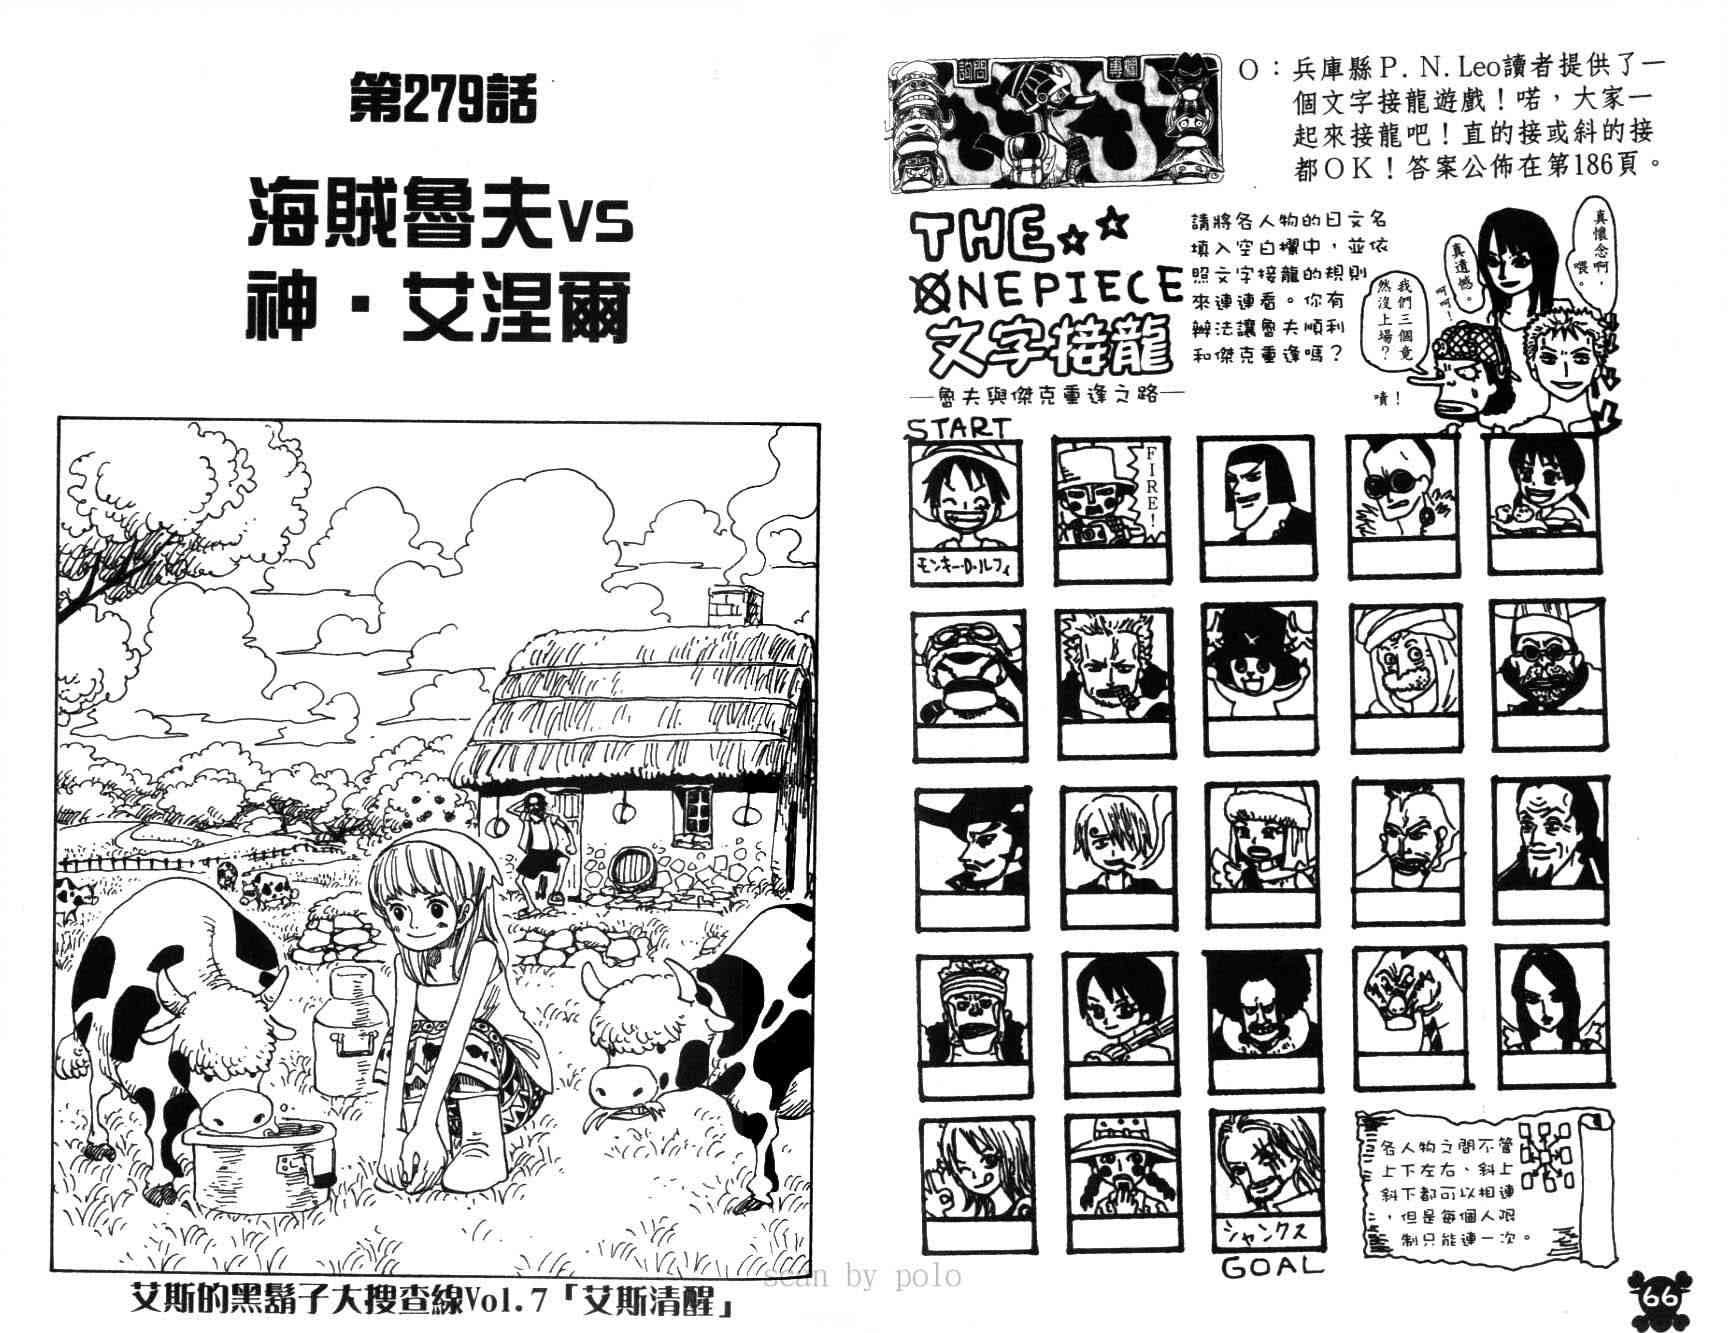 第279話
海賊魯夫vs
神・艾涅爾
艾斯的黑鬍子大搜查線Vol.7「艾斯清醒」
scan by polo
詢問
專欄
O：兵庫縣P.N.Leo讀者提供了一
個文字接龍遊戲！喏，大家一
起來接龍吧！直的接或斜的接
都OK！答案公佈在第186頁。
THE
ONEPIECE
文字接龍
—魯夫與傑克重逢之路—
請將各人物的日文名
填入空白欄中，並依
照文字接龍的規則
來連連看。你有
辦法讓魯夫順利
和傑克重逢嗎？
真懷念啊，
喂。
真遺憾。
呵呵！
我們三個竟
然沒上場？
嘖！
START
FIRE!
モンキー・D・ルフィ
シャンクス
GOAL
各人物之間不管
上下左右、斜上
斜下都可以相連
，但是每個人限
制只能連一次。
66